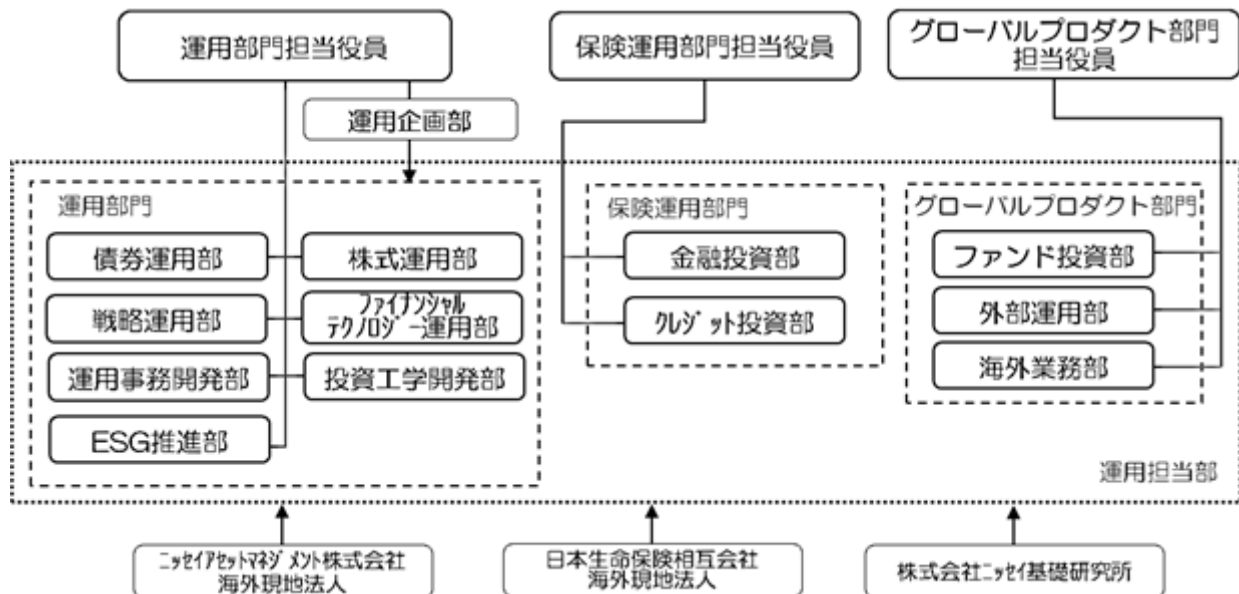 運用部門担当役員
保険運用部門担当役員
グローバルプロダクト部門
担当役員
運用企画部
運用部門
債券運用部
株式運用部
戦略運用部
ファイナンシャル
テクノロジー運用部
運用事務開発部
投資工学開発部
ESG推進部
保険運用部門
金融投資部
クレジット投資部
グローバルプロダクト部門
ファンド投資部
外部運用部
海外業務部
運用担当部
ニッセイアセットマネジメント株式会社
海外現地法人
日本生命保険相互会社
海外現地法人
株式会社ニッセイ基礎研究所